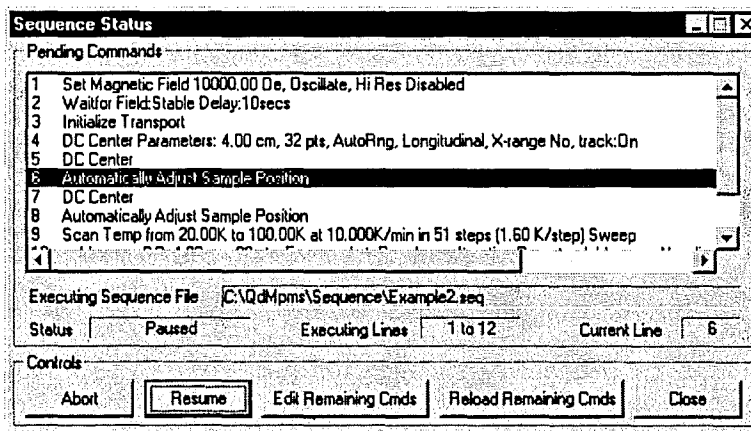 Sequence Status
Pending Commands
1 Set Magnetic Field 10000.00 Oe, Oscillate, Hi Res Disabled
2 Waitfor Field:Stable Delay:10secs
3 Initialize Transport
4 DC Center Parameters: 4.00 cm, 32 pts, AutoRng, Longitudinal, X-range No, track:On
5 DC Center
6 Automatically Adjust Sample Position
7 DC Center
8 Automatically Adjust Sample Position
9 Scan Temp from 20.00K to 100.00K at 10.000K/min in 51 steps (1.60 K/step) Sweep
Executing Sequence File C:\QdMpms\Sequence\Example2.seq
Status Paused Executing Lines 1 to 12 Current Line 6
Controls
Abort Resume Edit Remaining Cmds Reload Remaining Cmds Close